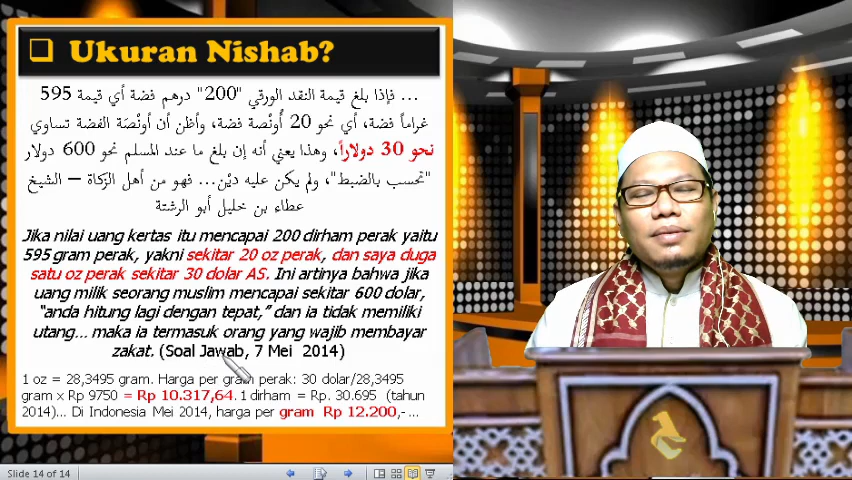 Ukuran Nishab?
... فإذا بلغ قيمة النقد الورقي "200" درهم فضة أي قيمة 595
غراماً فضة، أي نحو 20 أُونْصة فضة، وأظن أن أونْصَة الفضة تساوي
نحو 30 دولاراً، وهذا يعني أنه إن بلغ ما عند المسلم نحو 600 دولار
"تحسب بالضبط"، ولم يكن عليه ديْن... فهو من أهل الزكاة – الشيخ
عطاء بن خليل أبو الرشتة
Jika nilai uang kertas itu mencapai 200 dirham perak yaitu
595 gram perak, yakni sekitar 20 oz perak, dan saya duga
satu oz perak sekitar 30 dolar AS. Ini artinya bahwa jika
uang milik seorang muslim mencapai sekitar 600 dolar,
“anda hitung lagi dengan tepat,” dan ia tidak memiliki
utang... maka ia termasuk orang yang wajib membayar
zakat. (Soal Jawab, 7 Mei 2014)
1 oz = 28,3495 gram. Harga per gram perak: 30 dolar/28,3495
gram x Rp 9750 = Rp 10.317,64. 1 dirham = Rp. 30.695 (tahun
2014)... Di Indonesia Mei 2014, harga per gram Rp 12.200,- ...
Slide 14 of 14